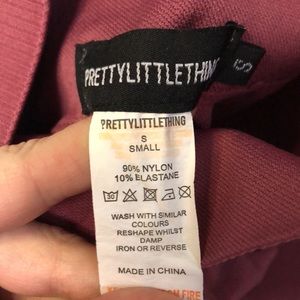 PRETTYLITTLETHING
S
PRETTYLITTLETHING
S
SMALL
90% NYLON
10% ELASTANE
WASH WITH SIMILAR
COLOURS
RESHAPE WHILST
DAMP
IRON OR REVERSE
MADE IN CHINA
FIRE